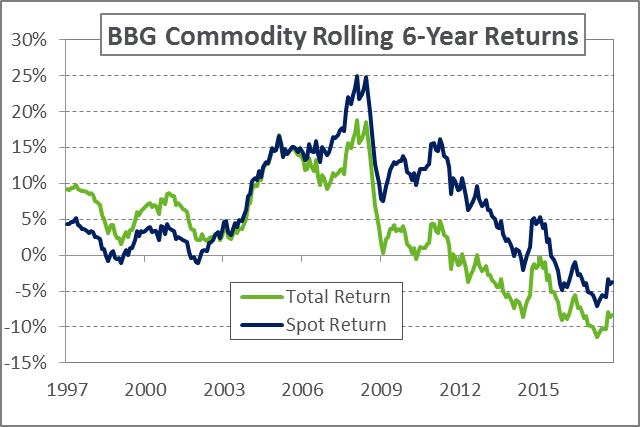 BBG Commodity Rolling 6-Year Returns
30%
25%
20%
15%
10%
5%
0%
-5%
-10%
-15%
Total Return
Spot Return
1997 2000 2003 2006 2009 2012 2015